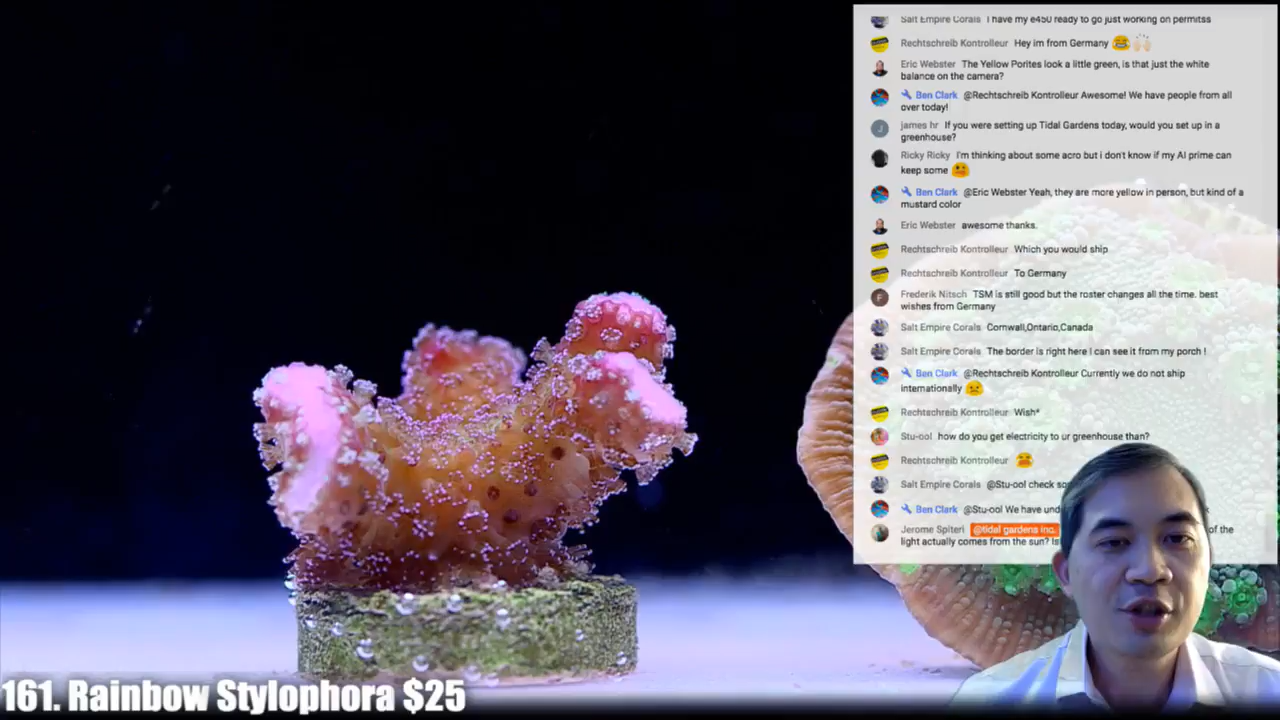 Salt Empire Corals I have my e450 ready to go just working on permitss
Rechtschreib Kontrolleur Hey im from Germany 😂 🙌🏻
Eric Webster The Yellow Porites look a little green, is that just the white
balance on the camera?
Ben Clark @Rechtschreib Kontrolleur Awesome! We have people from all
over today!
J james hr If you were setting up Tidal Gardens today, would you set up in a
greenhouse?
Ricky Ricky I'm thinking about some acro but i don't know if my AI prime can
keep some
Ben Clark @Eric Webster Yeah, they are more yellow in person, but kind of a
mustard color
Eric Webster awesome thanks.
Rechtschreib Kontrolleur Which you would ship
Rechtschreib Kontrolleur To Germany
F Frederik Nitsch TSM is still good but the roster changes all the time. best
wishes from Germany
Salt Empire Corals Cornwall,Ontario,Canada
Salt Empire Corals The border is right here I can see it from my porch !
Ben Clark @Rechtschreib Kontrolleur Currently we do not ship
internationally
Rechtschreib Kontrolleur Wish*
Stu-ool how do you get electricity to ur greenhouse than?
Rechtschreib Kontrolleur
Salt Empire Corals @Stu-ool check
Ben Clark @Stu-ool We have
Jerome Spiteri @tidal gardens inc. of the
light actually comes from the sun?
161. Rainbow Stylophora $25